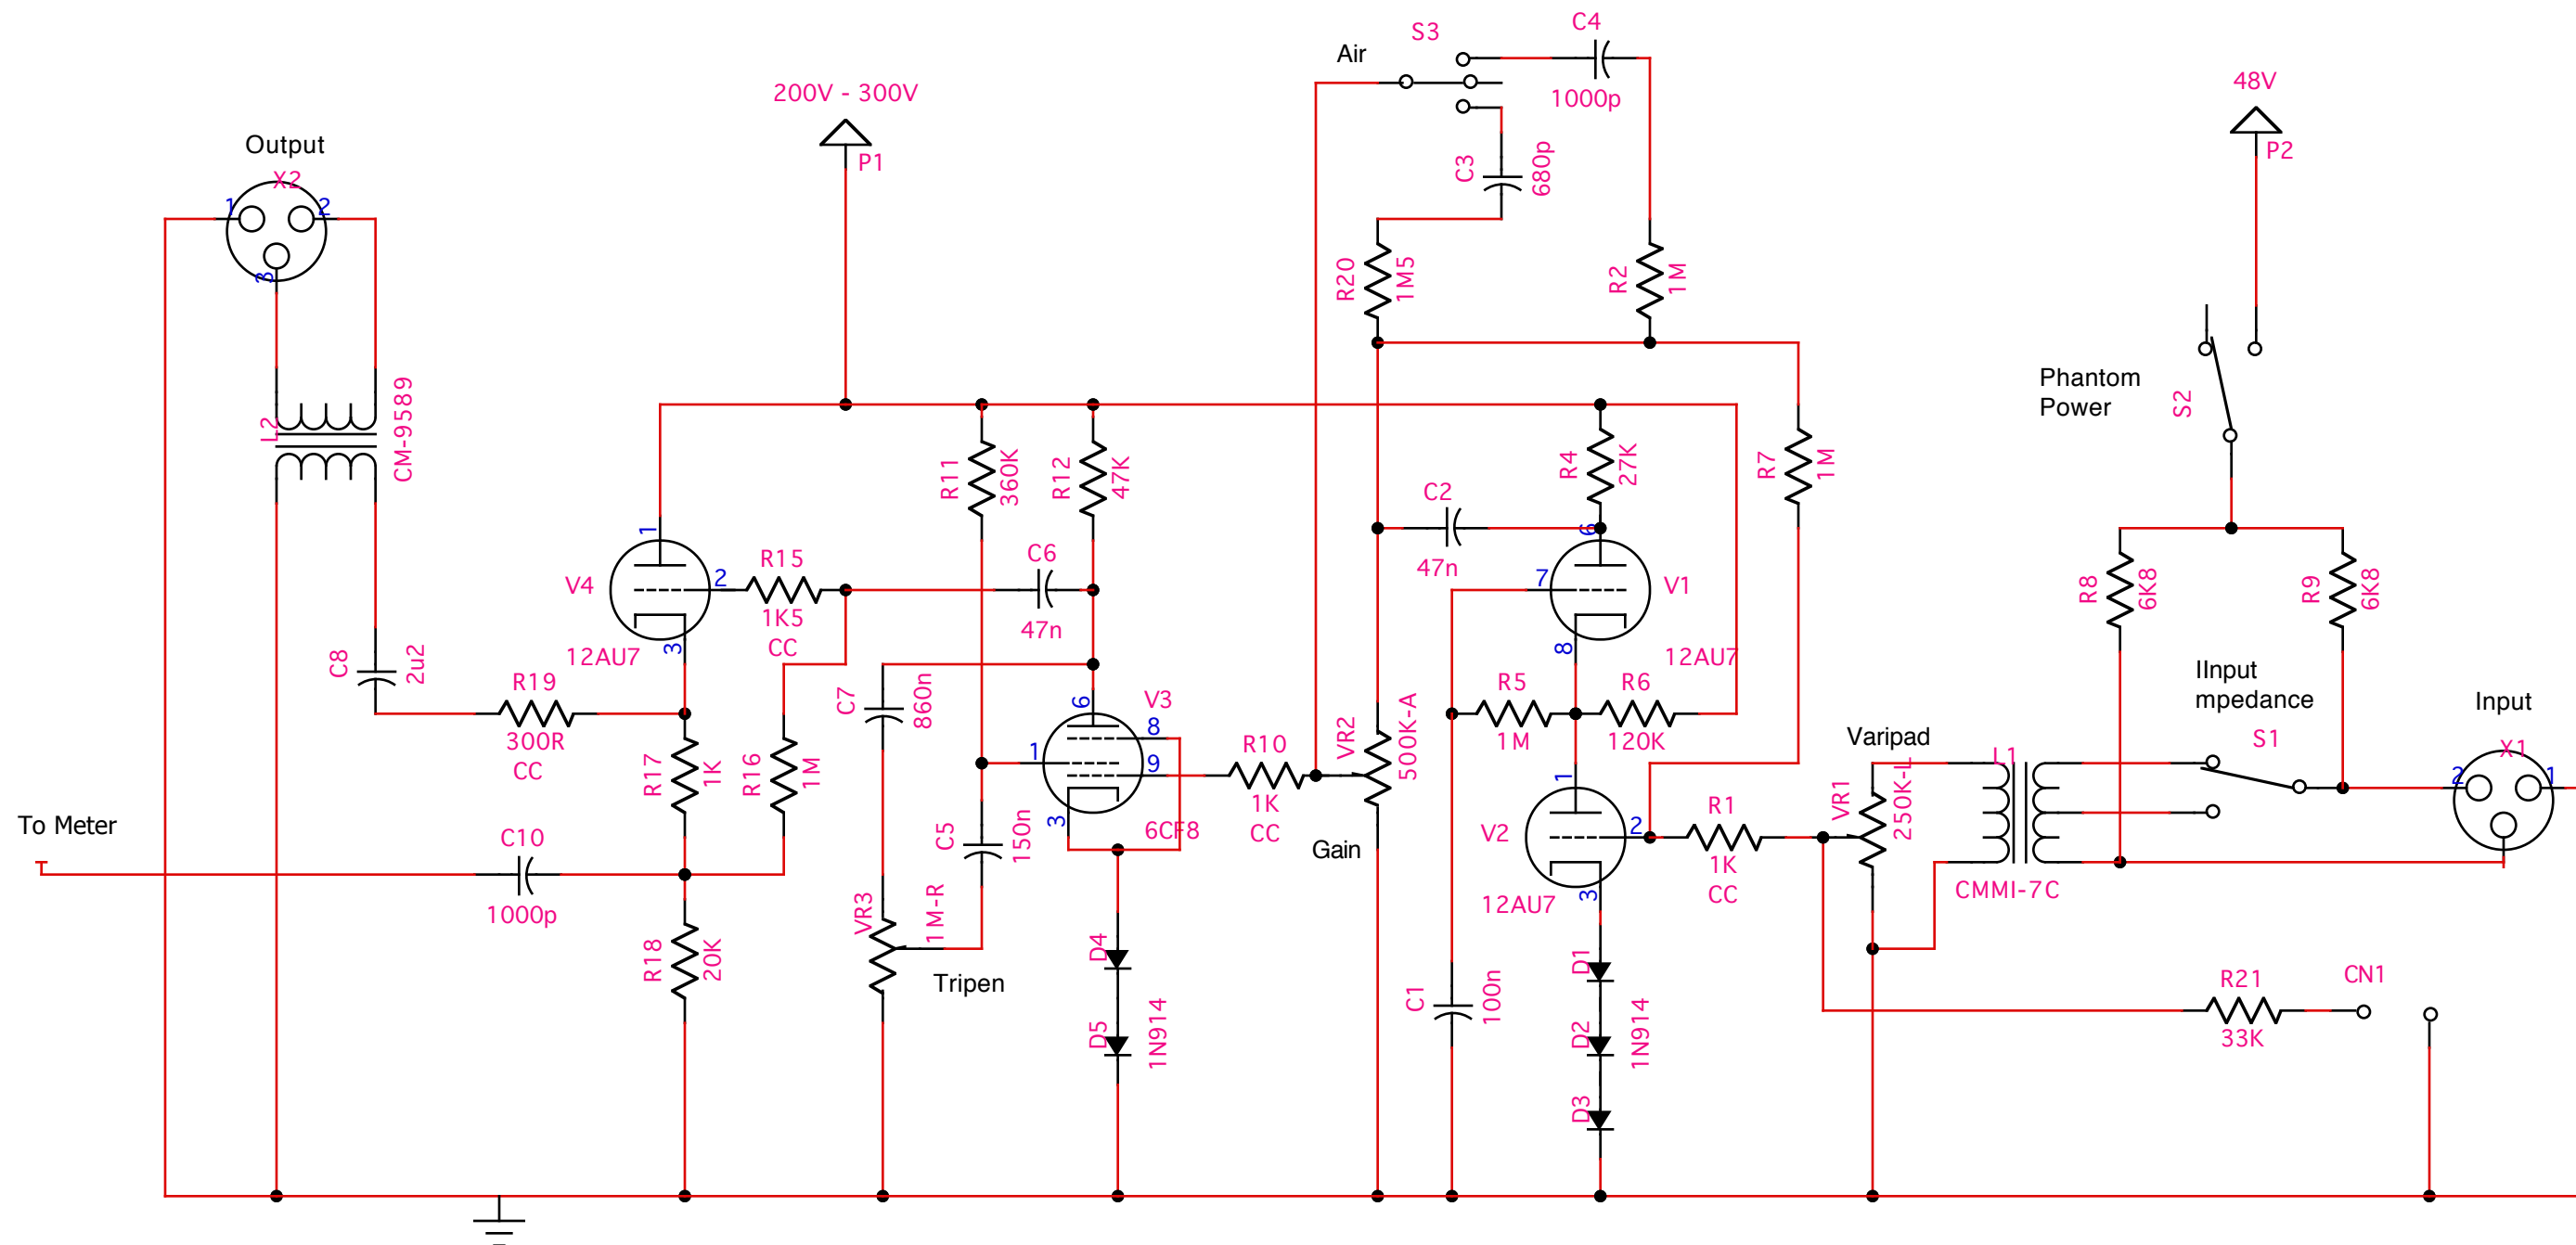 S3
C4
Air
1000p
200V - 300V
P1
48V
P2
Output
X2
1
2
3
C3
680p
R20
1M5
R2
1M
L2
CM-9589
Phantom
Power
S2
R11
360K
R12
47K
R4
27K
R7
1M
C2
47n
1
V4
2
R15
1K5
CC
C6
47n
12AU7
3
6
7
V1
8
12AU7
R8
6K8
R9
6K8
C8
2u2
R19
300R
CC
C7
860n
6
V3
8
1
9
3
6CF8
R5
1M
R6
120K
IInput
mpedance
S1
Input
X1
2
1
Varipad
L1
VR1
250K-L
CMMI-7C
R17
1K
R16
1M
R10
1K
CC
VR2
500K-A
Gain
1
V2
2
12AU7
3
R1
1K
CC
To Meter
C10
1000p
C5
150n
R18
20K
VR3
1M-R
Tripen
D4
D5
1N914
C1
100n
D1
D2
D3
1N914
R21
33K
CN1